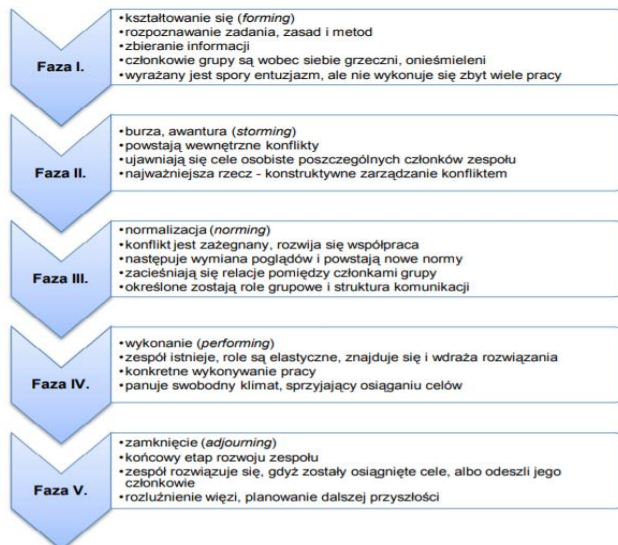 Faza I.
•kształtowanie się (forming)
•rozpoznawanie zadania, zasad i metod
•zbieranie informacji
•członkowie grupy są wobec siebie grzeczni, onieśmieleni
•wyrażany jest spory entuzjazm, ale nie wykonuje się zbyt wiele pracy
Faza II.
•burza, awantura (storming)
•powstają wewnętrzne konflikty
•ujawniają się cele osobiste poszczególnych członków zespołu
•najważniejsza rzecz - konstruktywne zarządzanie konfliktem
Faza III.
•normalizacja (norming)
•konflikt jest zażegnany, rozwija się współpraca
•następuje wymiana poglądów i powstają nowe normy
•zacieśniają się relacje pomiędzy członkami grupy
•określone zostają role grupowe i struktura komunikacji
Faza IV.
•wykonanie (performing)
•zespół istnieje, role są elastyczne, znajduje się i wdraża rozwiązania
•konkretne wykonywanie pracy
•panuje swobodny klimat, sprzyjający osiąganiu celów
Faza V.
•zamknięcie (adjourning)
•końcowy etap rozwoju zespołu
•zespół rozwiązuje się, gdyż zostały osiągnięte cele, albo odeszli jego
członkowie
•rozluźnienie więzi, planowanie dalszej przyszłości